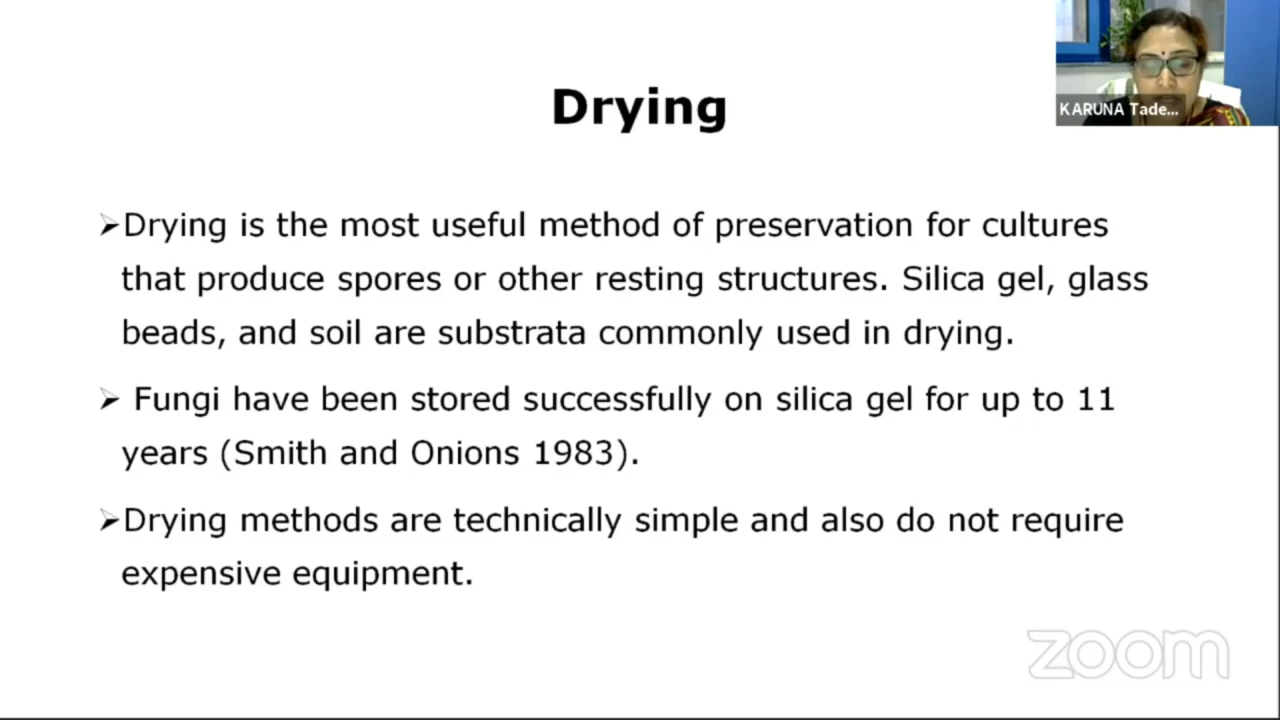 KARUNA Tade...
Drying
➢Drying is the most useful method of preservation for cultures
that produce spores or other resting structures. Silica gel, glass
beads, and soil are substrata commonly used in drying.
➢ Fungi have been stored successfully on silica gel for up to 11
years (Smith and Onions 1983).
➢Drying methods are technically simple and also do not require
expensive equipment.
zoom